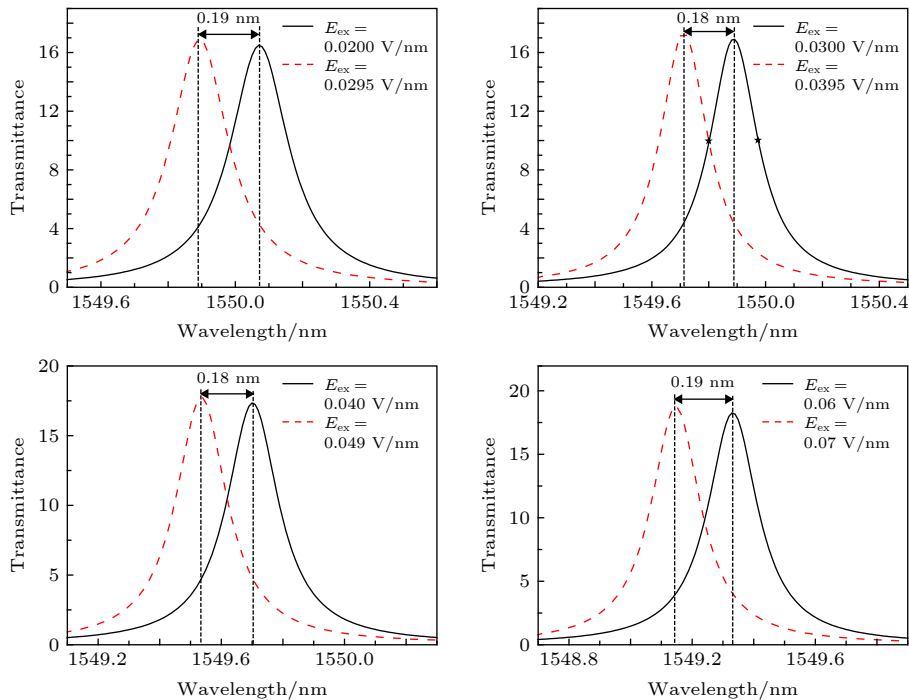 0.19 nm
E_ex =
0.0200 V/nm
E_ex =
0.0295 V/nm
16
12
8
4
0
1549.6
1550.0
1550.4
Transmittance
Wavelength/nm
0.18 nm
E_ex =
0.0300 V/nm
E_ex =
0.0395 V/nm
16
12
8
4
0
1549.2
1549.6
1550.0
1550.4
Transmittance
Wavelength/nm
0.18 nm
E_ex =
0.040 V/nm
E_ex =
0.049 V/nm
20
15
10
5
0
1549.2
1549.6
1550.0
Transmittance
Wavelength/nm
0.19 nm
E_ex =
0.06 V/nm
E_ex =
0.07 V/nm
20
15
10
5
0
1548.8
1549.2
1549.6
Transmittance
Wavelength/nm